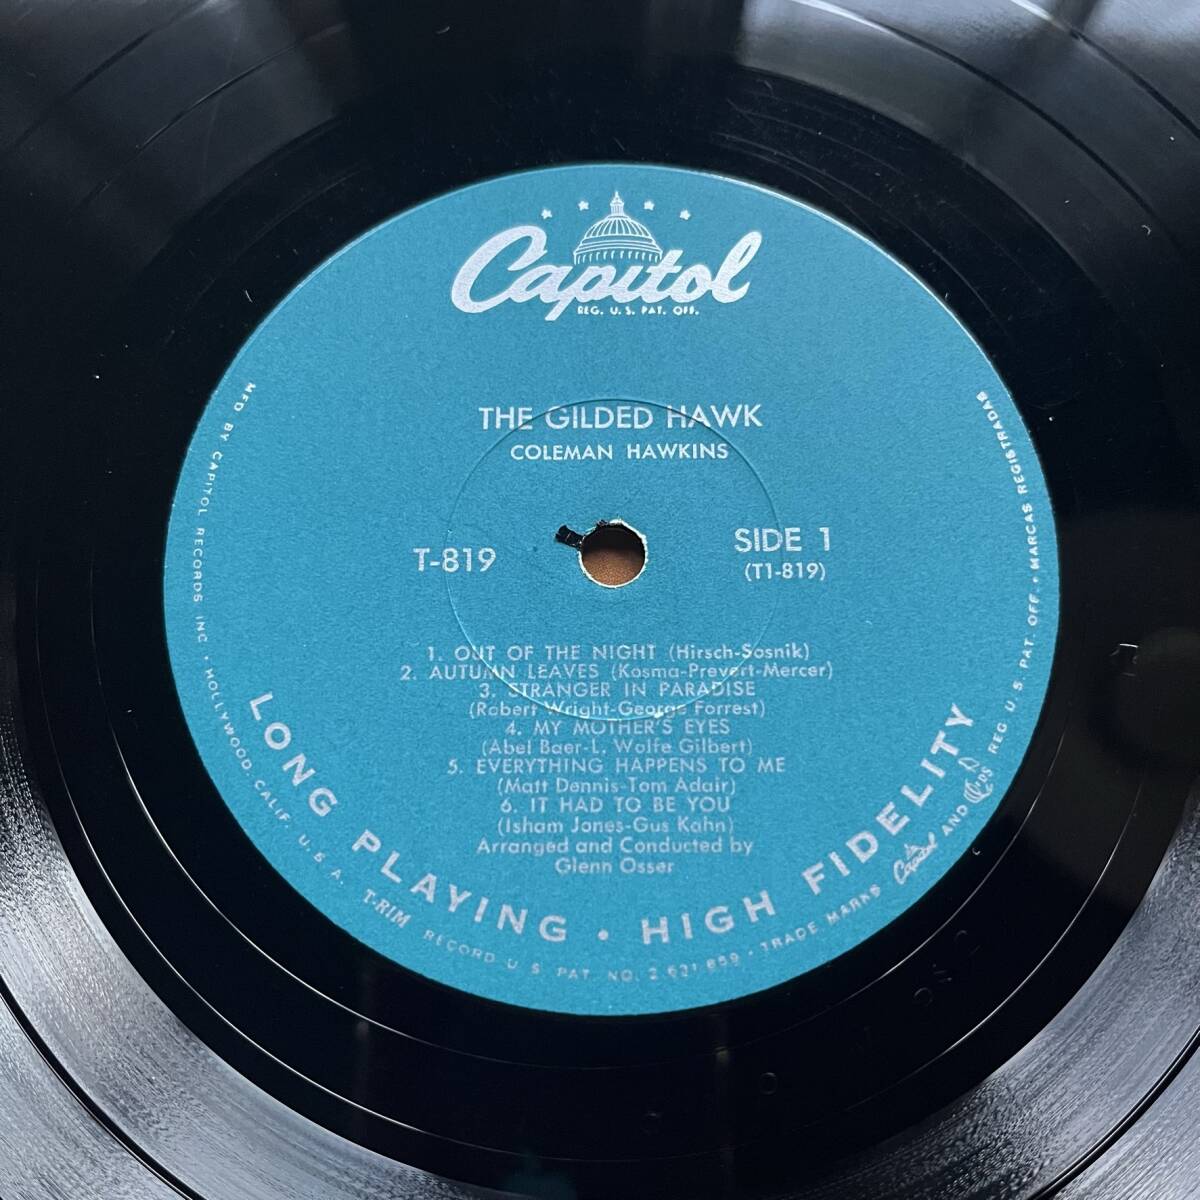 Capitol
REG. U. S. PAT. OFF.
THE GILDED HAWK
COLEMAN HAWKINS
T-819
SIDE 1
(T1-819)
1. OUT OF THE NIGHT (Hirsch-Sosnik)
2. AUTUMN LEAVES (Kosma-Prevert-Mercer)
3. STRANGER IN PARADISE
(Robert Wright-George Forrest)
4. MY MOTHER'S EYES
(Abel Baer-L. Wolfe Gilbert)
5. EVERYTHING HAPPENS TO ME
(Matt Dennis-Tom Adair)
6. IT HAD TO BE YOU
(Isham Jones-Gus Kahn)
Arranged and Conducted by
Glenn Osser
LONG PLAYING • HIGH FIDELITY
MFD BY CAPITOL RECORDS, INC • HOLLYWOOD, CALIF. U. S. A. T-RIM RECORD U S PAT. NO. 2 631 859 • TRADE MARKS Capitol AND REG U. S. PAT. OFF. • MARCAS REGISTRADAS